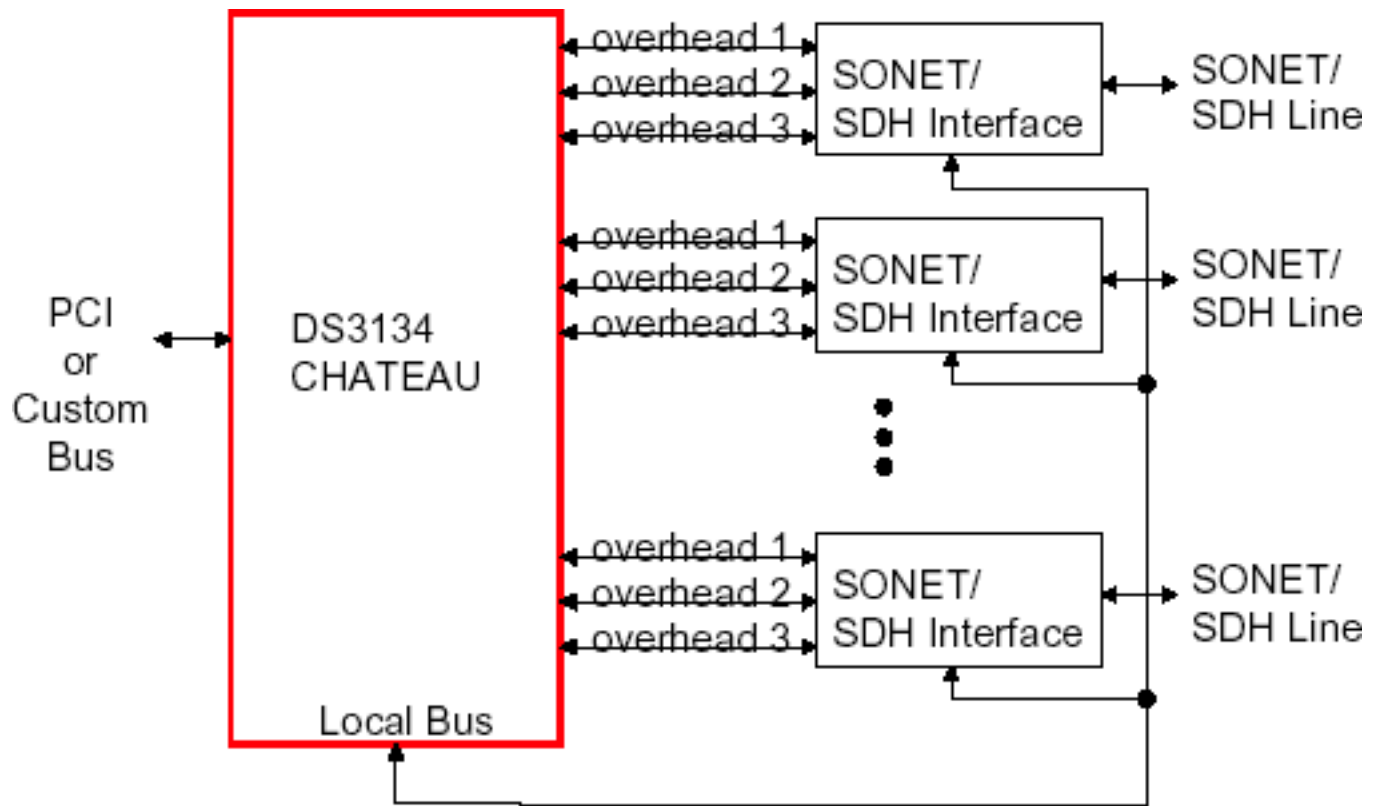 PCI
or
Custom
Bus
DS3134
CHATEAU
Local Bus
overhead 1
overhead 2
overhead 3
SONET/
SDH Interface
SONET/
SDH Line
overhead 1
overhead 2
overhead 3
SONET/
SDH Interface
SONET/
SDH Line
overhead 1
overhead 2
overhead 3
SONET/
SDH Interface
SONET/
SDH Line